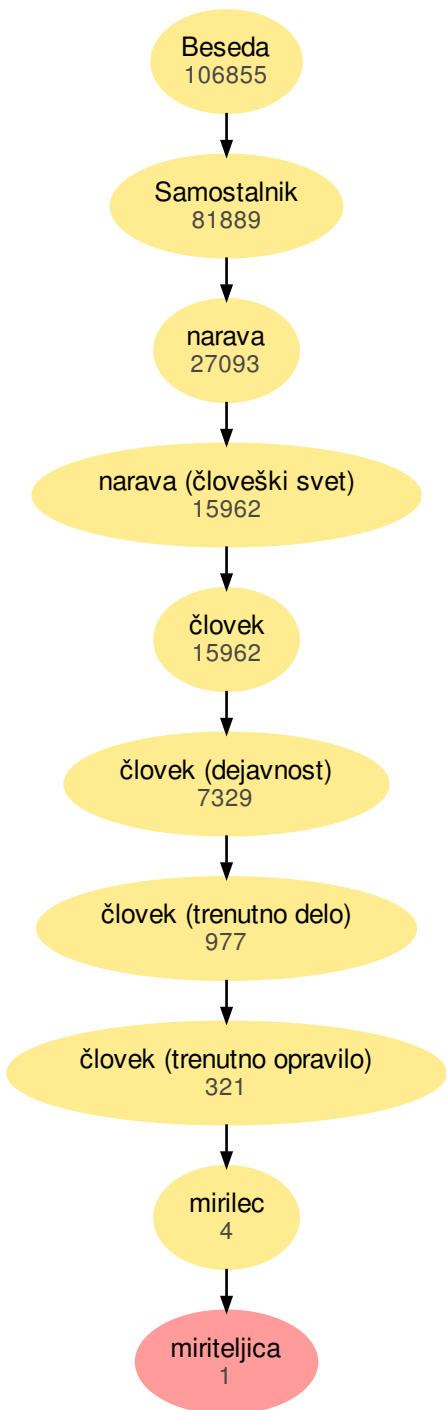 Beseda
106855
Samostalnik
81889
narava
27093
narava (človeški svet)
15962
človek
15962
človek (dejavnost)
7329
človek (trenutno delo)
977
človek (trenutno opravilo)
321
mirilec
4
miriteljica
1